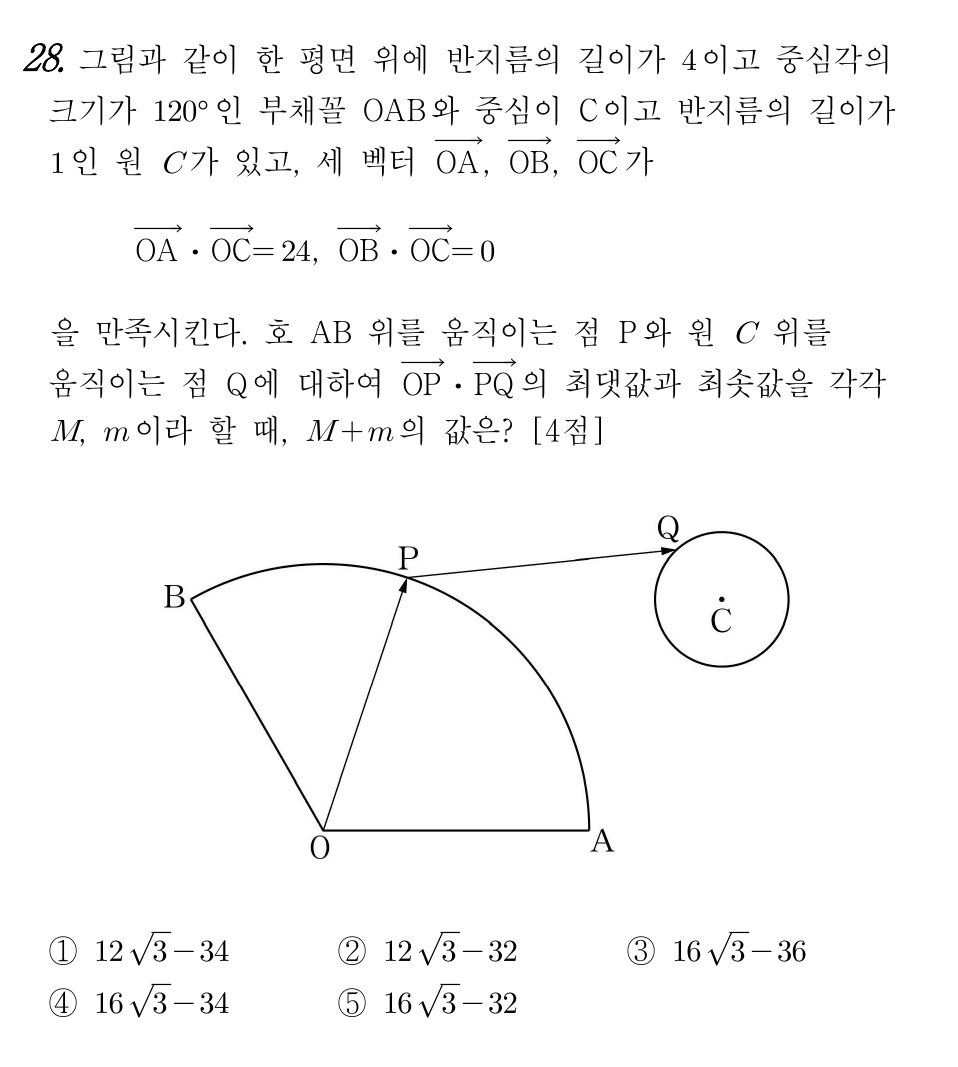 28. 그림과 같이 한 평면 위에 반지름의 길이가 4이고 중심각의
크기가 120°인 부채꼴 OAB와 중심이 C이고 반지름의 길이가
1인 원 C가 있고, 세 벡터 $\overrightarrow{OA}$, $\overrightarrow{OB}$, $\overrightarrow{OC}$가
$\overrightarrow{OA}\cdot\overrightarrow{OC}=24$, $\overrightarrow{OB}\cdot\overrightarrow{OC}=0$
을 만족시킨다. 호 AB 위를 움직이는 점 P와 원 C 위를
움직이는 점 Q에 대하여 $\overrightarrow{OP}\cdot\overrightarrow{PQ}$의 최댓값과 최솟값을 각각
M, m이라 할 때, M+m의 값은? [4점]
Q
P
B
C
O
A
① 12√3−34 ② 12√3−32 ③ 16√3−36
④ 16√3−34 ⑤ 16√3−32